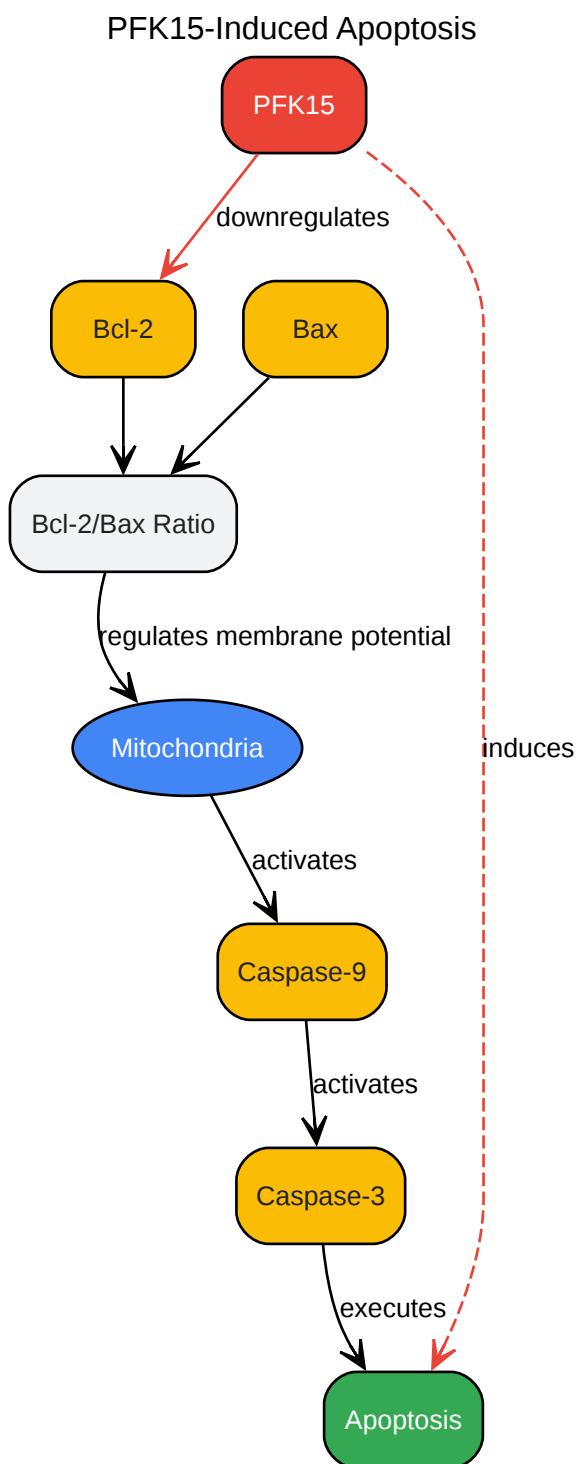 PFK15-Induced Apoptosis
PFK15
downregulates
Bcl-2
Bax
Bcl-2/Bax Ratio
regulates membrane potential
Mitochondria
induces
activates
Caspase-9
activates
Caspase-3
executes
Apoptosis